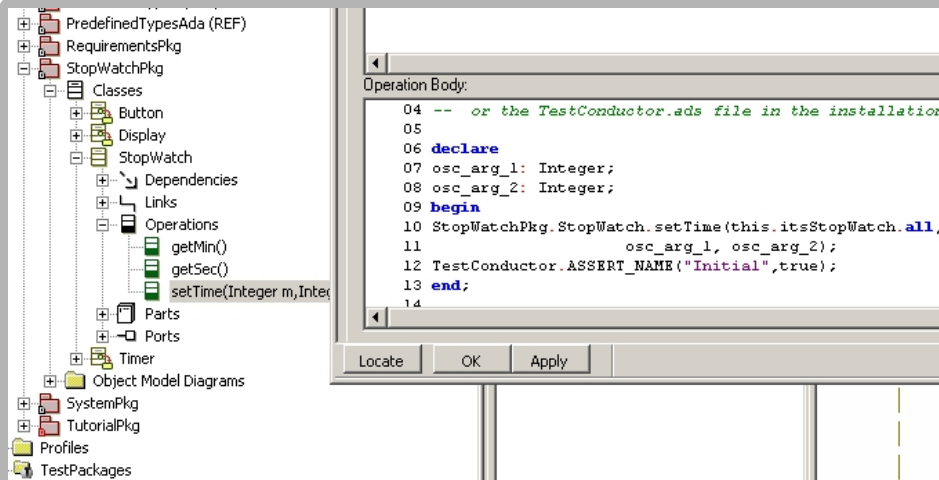 PredefinedTypesAda (REF)
RequirementsPkg
StopWatchPkg
Classes
Button
Display
StopWatch
Dependencies
Links
Operations
getMin()
getSec()
setTime(Integer m,Integ
Parts
Ports
Timer
Object Model Diagrams
SystemPkg
TutorialPkg
Profiles
TestPackages
Operation Body:
04 -- or the TestConductor.ads file in the installation
05
06 declare
07 osc_arg_1: Integer;
08 osc_arg_2: Integer;
09 begin
10 StopWatchPkg.StopWatch.setTime(this.itsStopWatch.all,
11 osc_arg_1, osc_arg_2);
12 TestConductor.ASSERT_NAME("Initial",true);
13 end;
14
Locate OK Apply